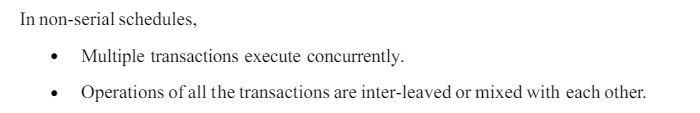 In non-serial schedules,
• Multiple transactions execute concurrently.
• Operations of all the transactions are inter-leaved or mixed with each other.